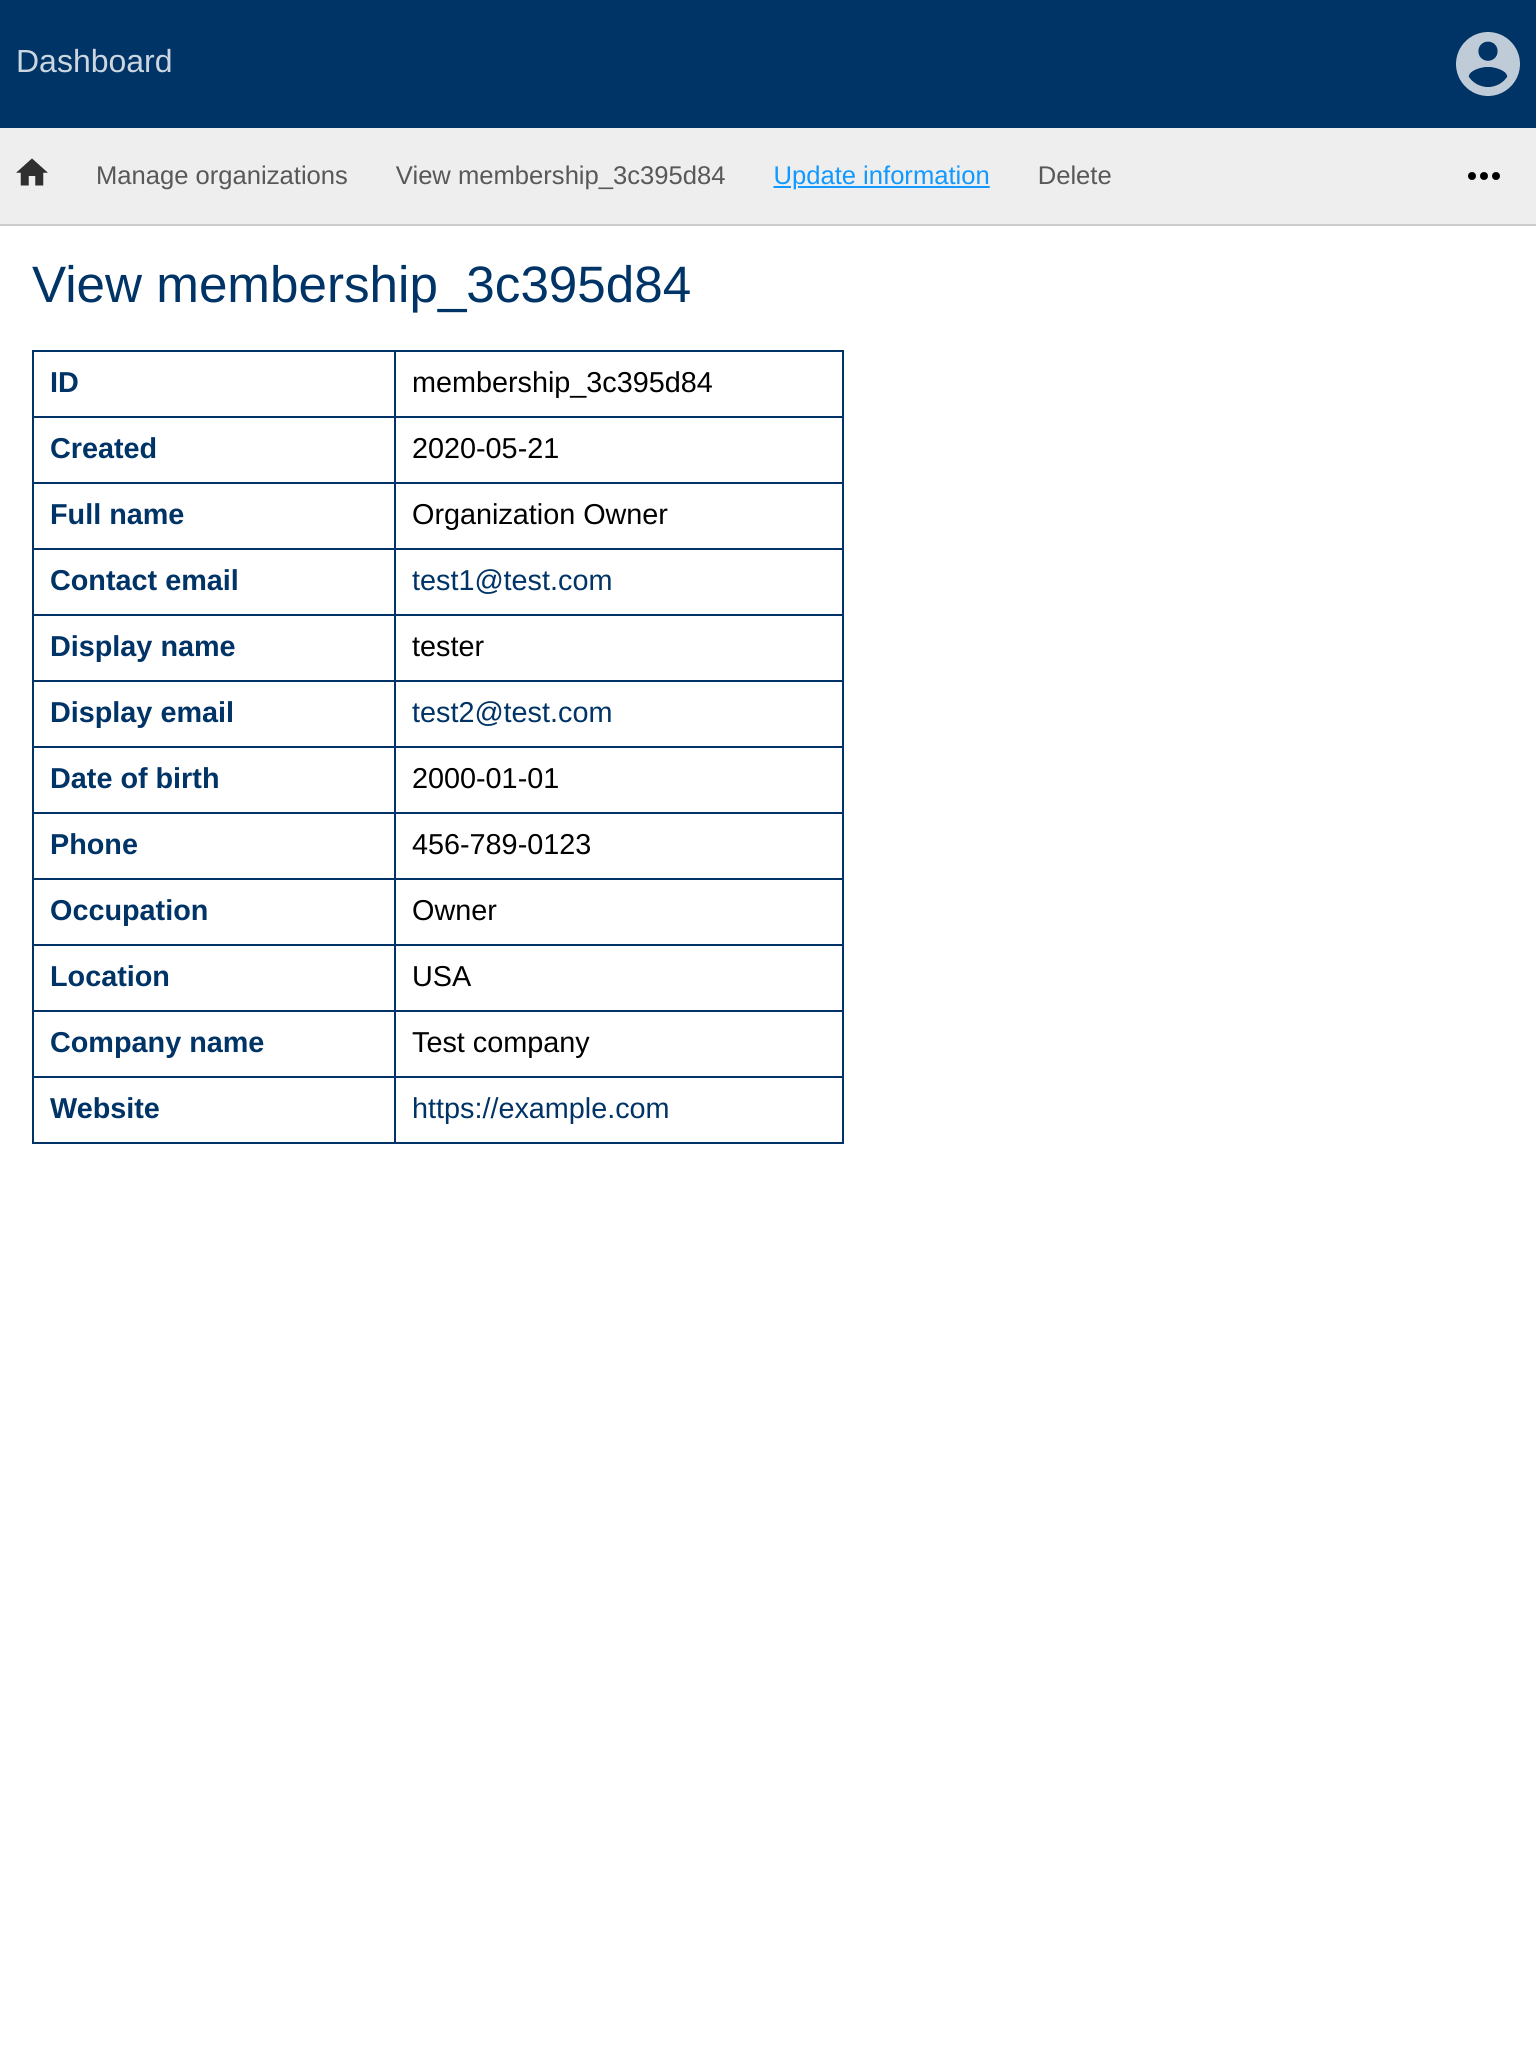 Dashboard
Manage organizations View membership_3c395d84 Update information Delete
View membership_3c395d84
ID membership_3c395d84
Created 2020-05-21
Full name Organization Owner
Contact email test1@test.com
Display name tester
Display email test2@test.com
Date of birth 2000-01-01
Phone 456-789-0123
Occupation Owner
Location USA
Company name Test company
Website https://example.com